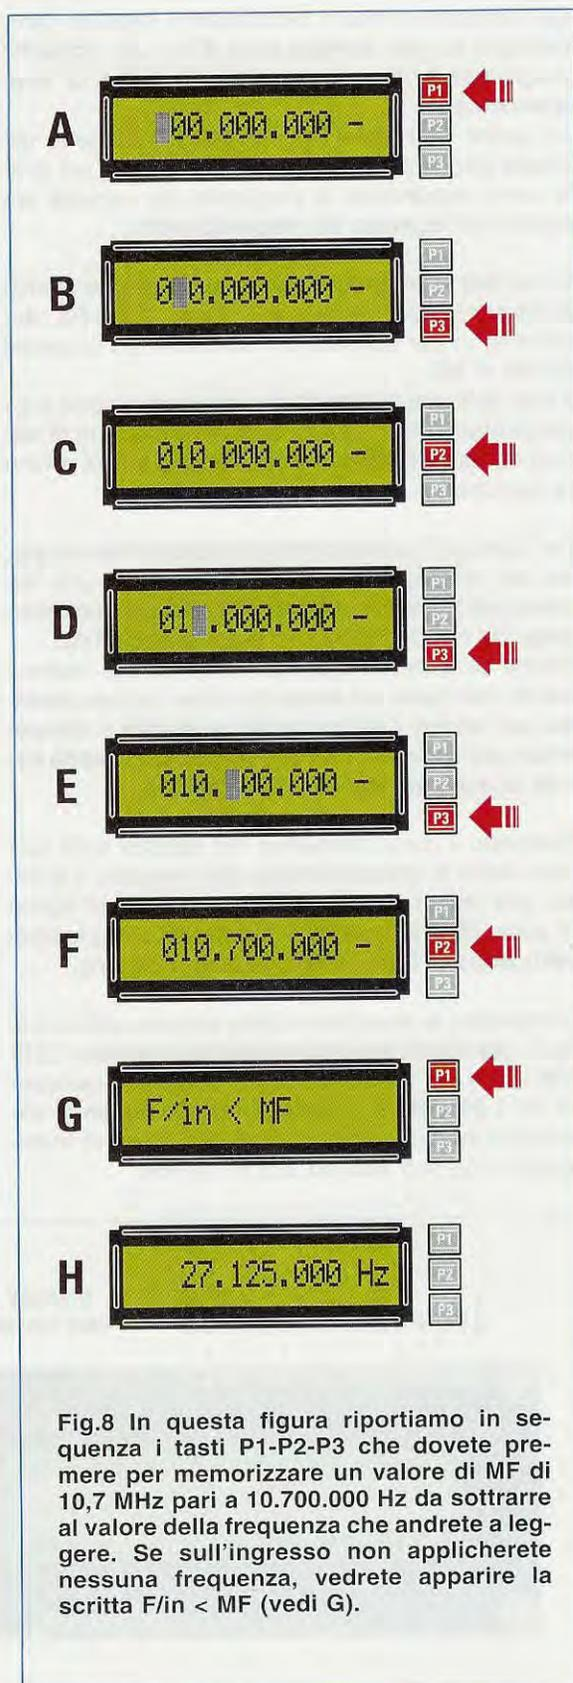 A
00.000.000 -
P1
P2
P3
B
0 0.000.000 -
P1
P2
P3
C
010.000.000 -
P1
P2
P3
D
01 .000.000 -
P1
P2
P3
E
010. 00.000 -
P1
P2
P3
F
010.700.000 -
P1
P2
P3
G
F/in < MF
P1
P2
P3
H
27.125.000 Hz
P1
P2
P3
Fig.8 In questa figura riportiamo in se-
quenza i tasti P1-P2-P3 che dovete pre-
mere per memorizzare un valore di MF di
10,7 MHz pari a 10.700.000 Hz da sottrarre
al valore della frequenza che andrete a leg-
gere. Se sull'ingresso non applicherete
nessuna frequenza, vedrete apparire la
scritta F/in < MF (vedi G).